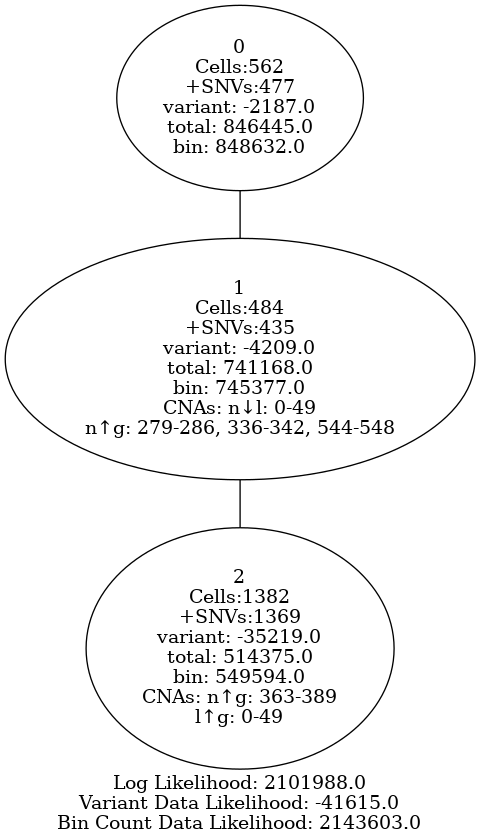 0
Cells:562
+SNVs:477
variant: -2187.0
total: 846445.0
bin: 848632.0
1
Cells:484
+SNVs:435
variant: -4209.0
total: 741168.0
bin: 745377.0
CNAs: n↓l: 0-49
n↑g: 279-286, 336-342, 544-548
2
Cells:1382
+SNVs:1369
variant: -35219.0
total: 514375.0
bin: 549594.0
CNAs: n↑g: 363-389
l↑g: 0-49
Log Likelihood: 2101988.0
Variant Data Likelihood: -41615.0
Bin Count Data Likelihood: 2143603.0